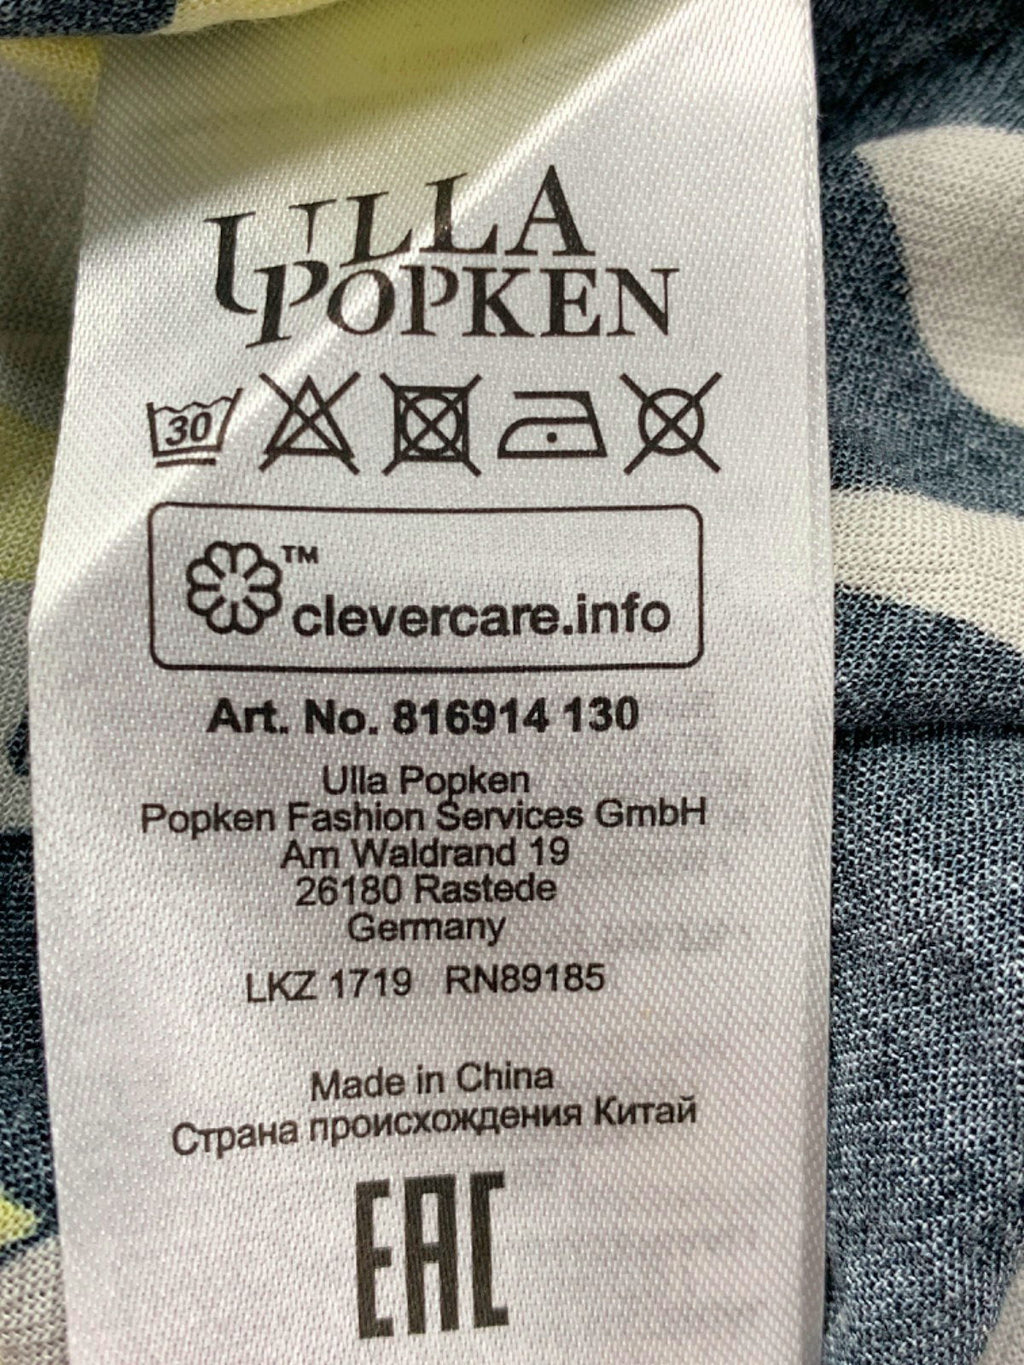 ULLA
POPKEN
30
™
clevercare.info
Art. No. 816914 130
Ulla Popken
Popken Fashion Services GmbH
Am Waldrand 19
26180 Rastede
Germany
LKZ 1719 RN89185
Made in China
Страна происхождения Китай
EAC